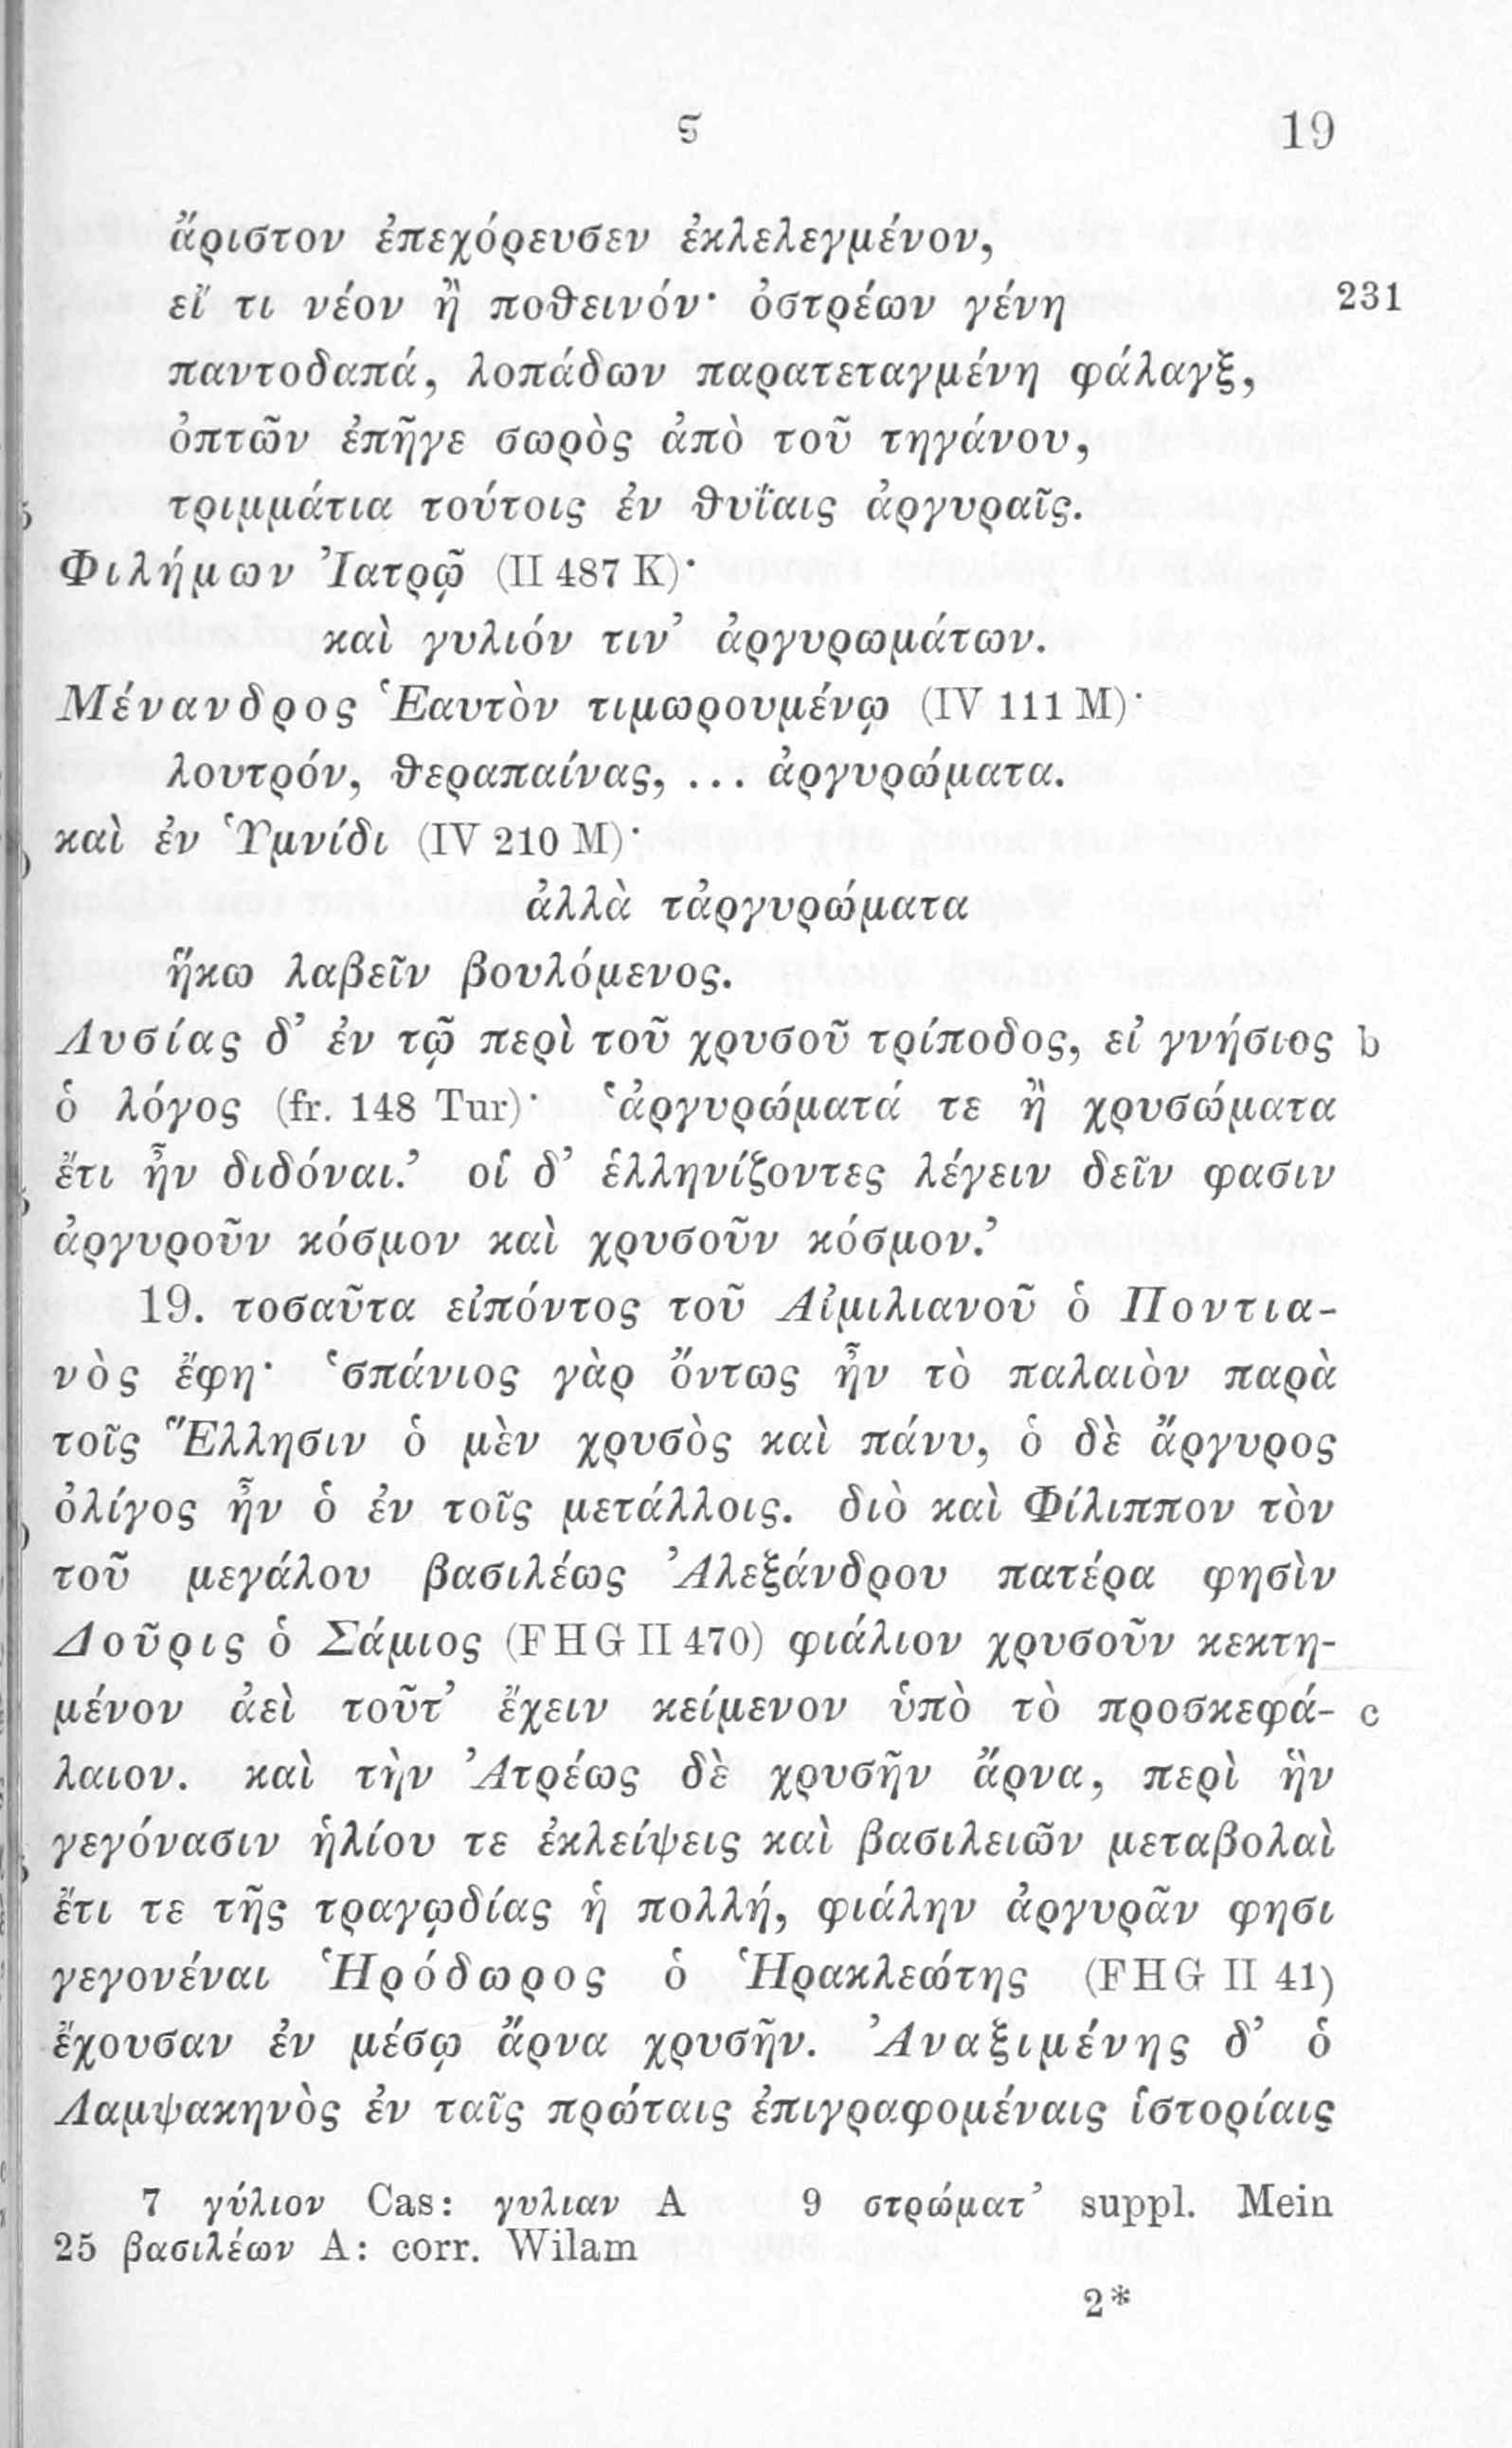 ϛ 19
ἄριστον ἐπεχόρευσεν ἐκλελεγμένον,
εἴ τι νέον ἢ ποθεινόν· ὀστρέων γένη 231
παντοδαπά, λοπάδων παρατεταγμένη φάλαγξ,
ὀπτῶν ἐπῆγε σωρὸς ἀπὸ τοῦ τηγάνου,
τριμμάτια τούτοις ἐν θυΐαις ἀργυραῖς.
Φιλήμων Ἰατρῷ (II 487 K)·
καὶ γυλιόν τιν’ ἀργυρωμάτων.
Μένανδρος Ἑαυτὸν τιμωρουμένῳ (IV 111 M)·
λουτρόν, θεραπαίνας, ... ἀργυρώματα.
καὶ ἐν Ὑμνίδι (IV 210 M)·
ἀλλὰ τἀργυρώματα
ἥκω λαβεῖν βουλόμενος.
Λυσίας δ’ ἐν τῷ περὶ τοῦ χρυσοῦ τρίποδος, εἰ γνήσιος b
ὁ λόγος (fr. 148 Tur)· ‘ἀργυρώματά τε ἢ χρυσώματα
ἔτι ἦν διδόναι.’ οἱ δ’ ἑλληνίζοντες λέγειν δεῖν φασιν
ἀργυροῦν κόσμον καὶ χρυσοῦν κόσμον.’
19. τοσαῦτα εἰπόντος τοῦ Αἰμιλιανοῦ ὁ Ποντια-
νὸς ἔφη· ‘σπάνιος γὰρ ὄντως ἦν τὸ παλαιὸν παρὰ
τοῖς Ἕλλησιν ὁ μὲν χρυσὸς καὶ πάνυ, ὁ δὲ ἄργυρος
ὀλίγος ἦν ὁ ἐν τοῖς μετάλλοις. διὸ καὶ Φίλιππον τὸν
τοῦ μεγάλου βασιλέως Ἀλεξάνδρου πατέρα φησὶν
Δοῦρις ὁ Σάμιος (FHG II 470) φιάλιον χρυσοῦν κεκτη-
μένον ἀεὶ τοῦτ’ ἔχειν κείμενον ὑπὸ τὸ προσκεφά- c
λαιον. καὶ τὴν Ἀτρέως δὲ χρυσῆν ἄρνα, περὶ ἣν
γεγόνασιν ἡλίου τε ἐκλείψεις καὶ βασιλειῶν μεταβολαὶ
ἔτι τε τῆς τραγῳδίας ἡ πολλή, φιάλην ἀργυρᾶν φησι
γεγονέναι Ἡρόδωρος ὁ Ἡρακλεώτης (FHG II 41)
ἔχουσαν ἐν μέσῳ ἄρνα χρυσῆν. Ἀναξιμένης δ’ ὁ
Λαμψακηνὸς ἐν ταῖς πρώταις ἐπιγραφομέναις ἱστορίαις
7 γύλιον Cas: γυλιαν A 9 στρώματ’ suppl. Mein
25 βασιλέων A: corr. Wilam
2*